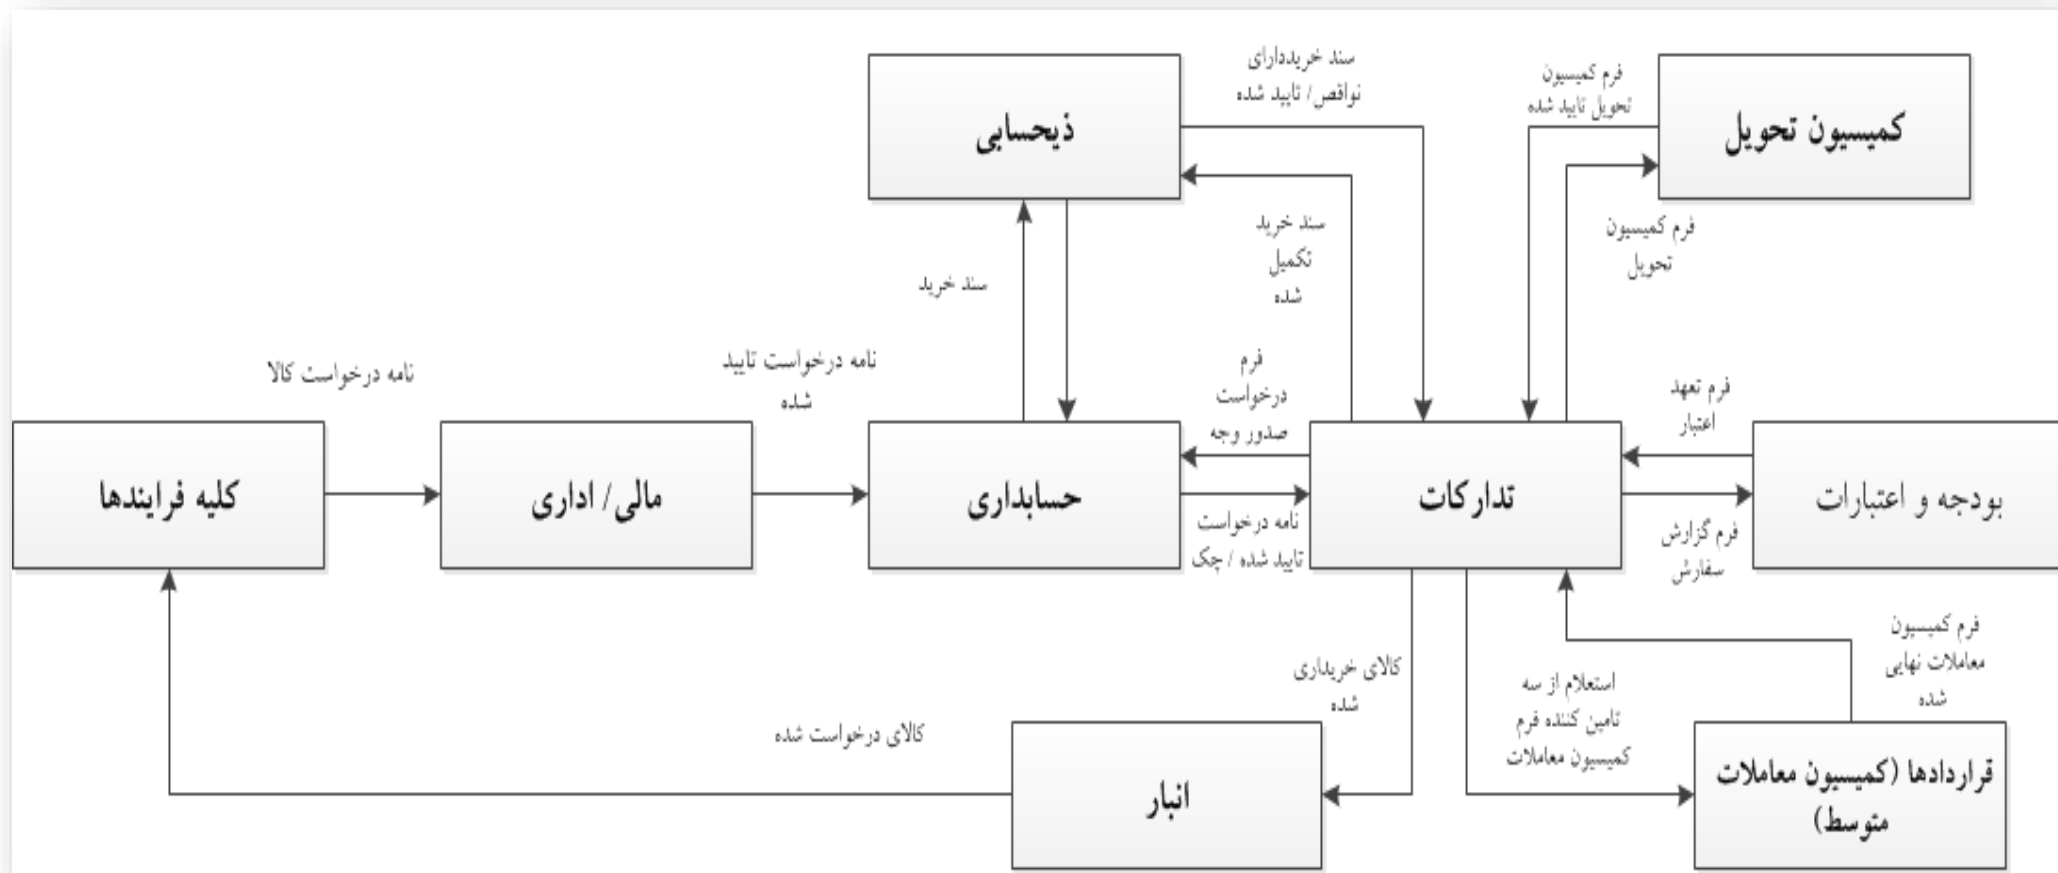 سند خریددارای
نواقص/ تایید شده
فرم کمیسیون
تحویل تایید شده
ذیحسابی
کمیسیون تحویل
سند خرید
سند خرید
تکمیل
شده
فرم کمیسیون
تحویل
نامه درخواست کالا
نامه درخواست تایید
شده
فرم
درخواست
صدور وجه
فرم تعهد
اعتبار
کلیه فرایندها
مالی/ اداری
حسابداری
تدارکات
بودجه و اعتبارات
نامه درخواست
تایید شده / چک
فرم گزارش
سفارش
کالای خریداری
شده
استعلام از سه
تامین کننده فرم
کمیسیون معاملات
فرم کمیسیون
معاملات نهایی
شده
کالای درخواست شده
انبار
قراردادها (کمیسیون معاملات
متوسط)